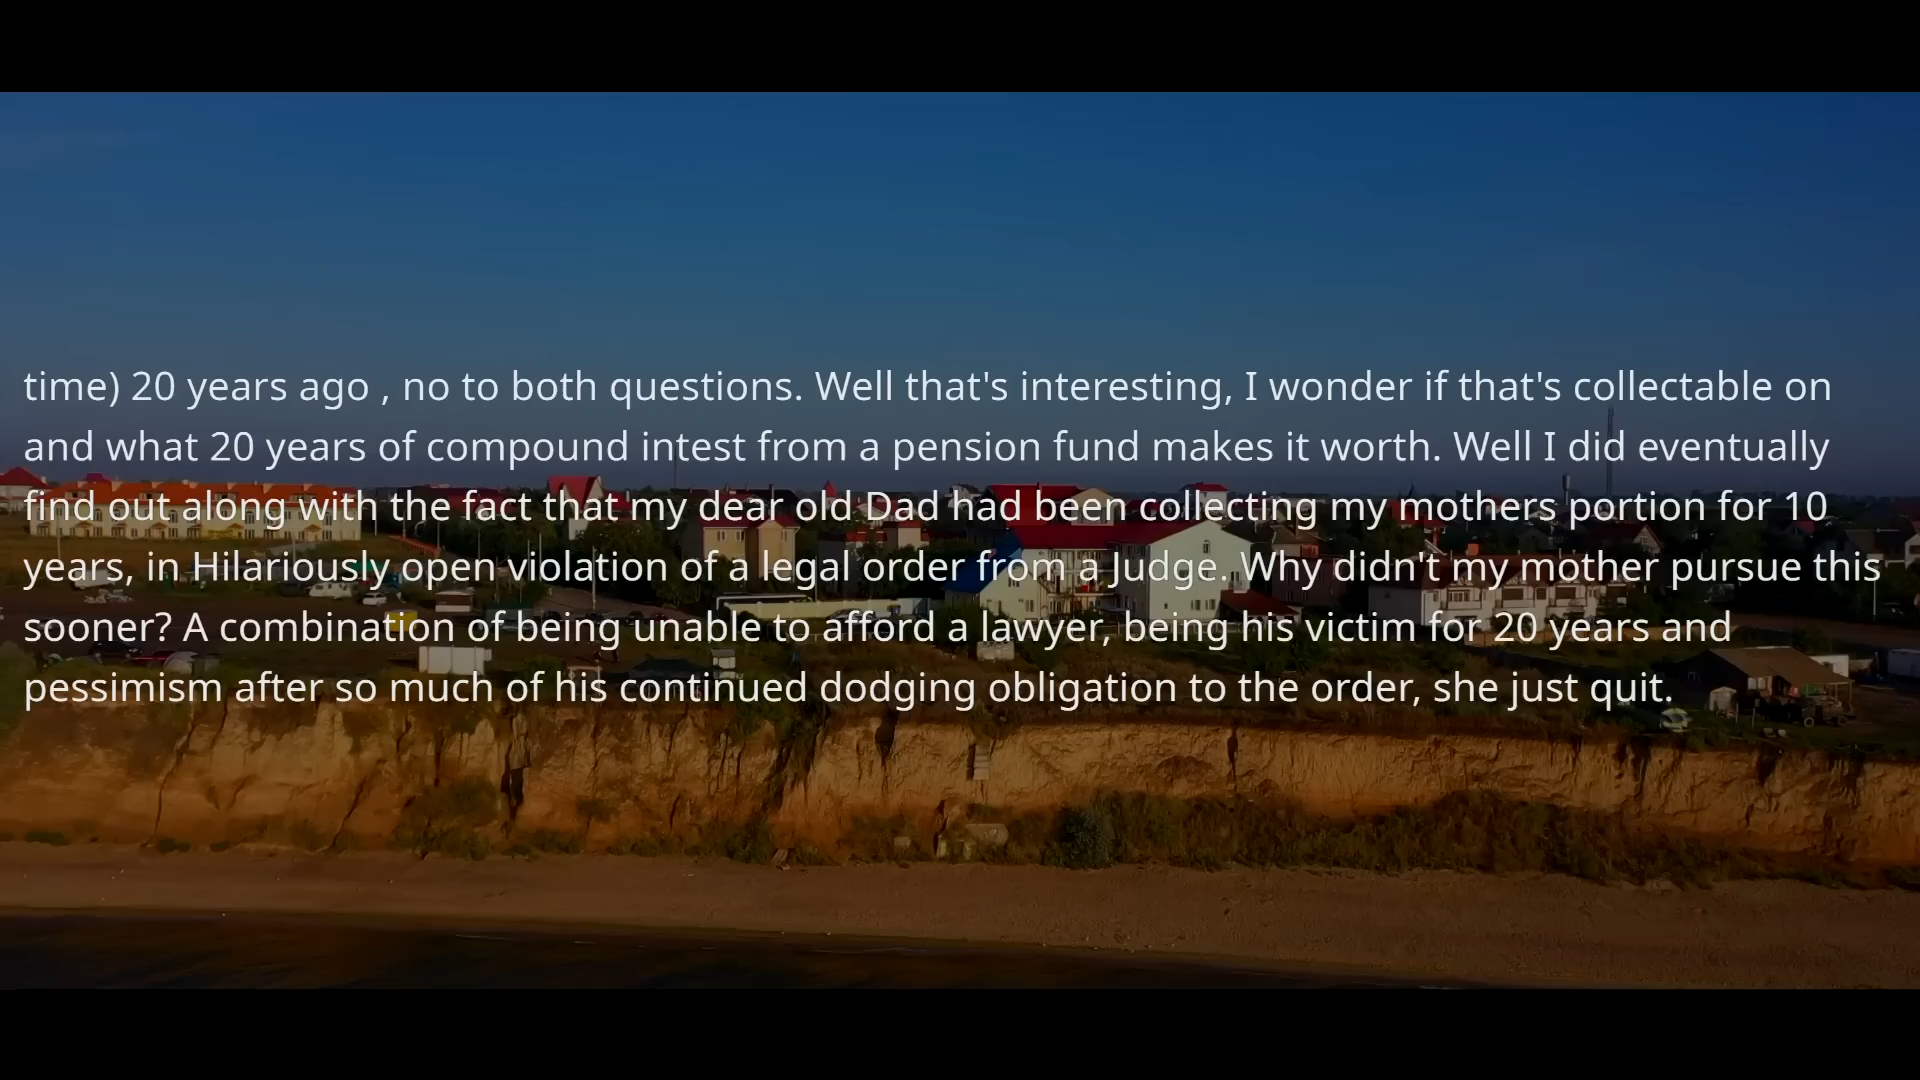 time) 20 years ago , no to both questions. Well that's interesting, I wonder if that's collectable on
and what 20 years of compound intest from a pension fund makes it worth. Well I did eventually
find out along with the fact that my dear old Dad had been collecting my mothers portion for 10
years, in Hilariously open violation of a legal order from a Judge. Why didn't my mother pursue this
sooner? A combination of being unable to afford a lawyer, being his victim for 20 years and
pessimism after so much of his continued dodging obligation to the order, she just quit.